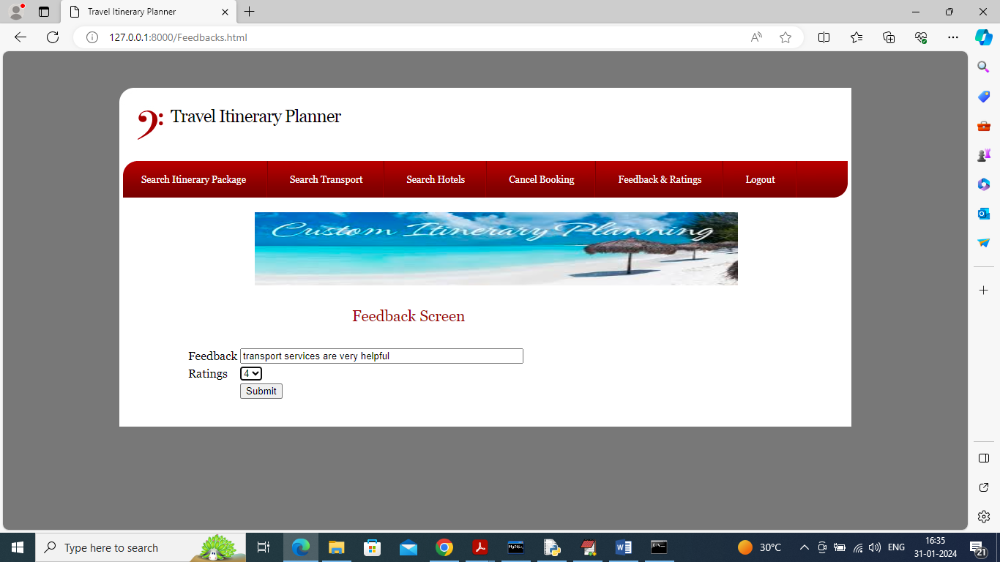 Travel Itinerary Planner
127.0.0.1:8000/Feedbacks.html
Travel Itinerary Planner
Search Itinerary Package Search Transport Search Hotels Cancel Booking Feedback & Ratings Logout
Custom Itinerary Planning
Feedback Screen
Feedback transport services are very helpful
Ratings 4
Submit
Type here to search
30°C
ENG
16:35
31-01-2024
21